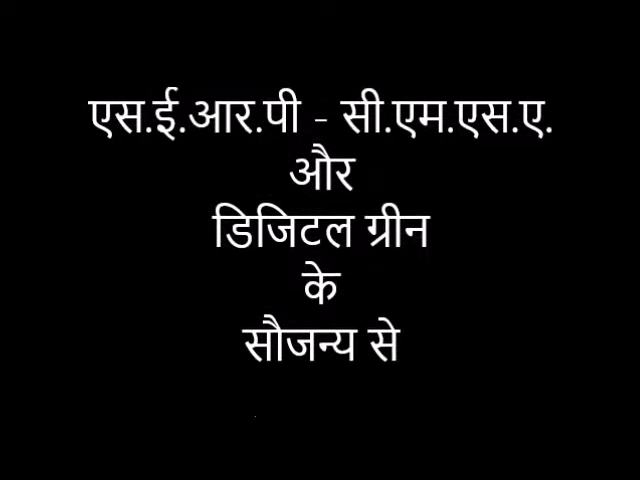 एस.ई.आर.पी - सी.एम.एस.ए.
और
डिजिटल ग्रीन
के
सौजन्य से